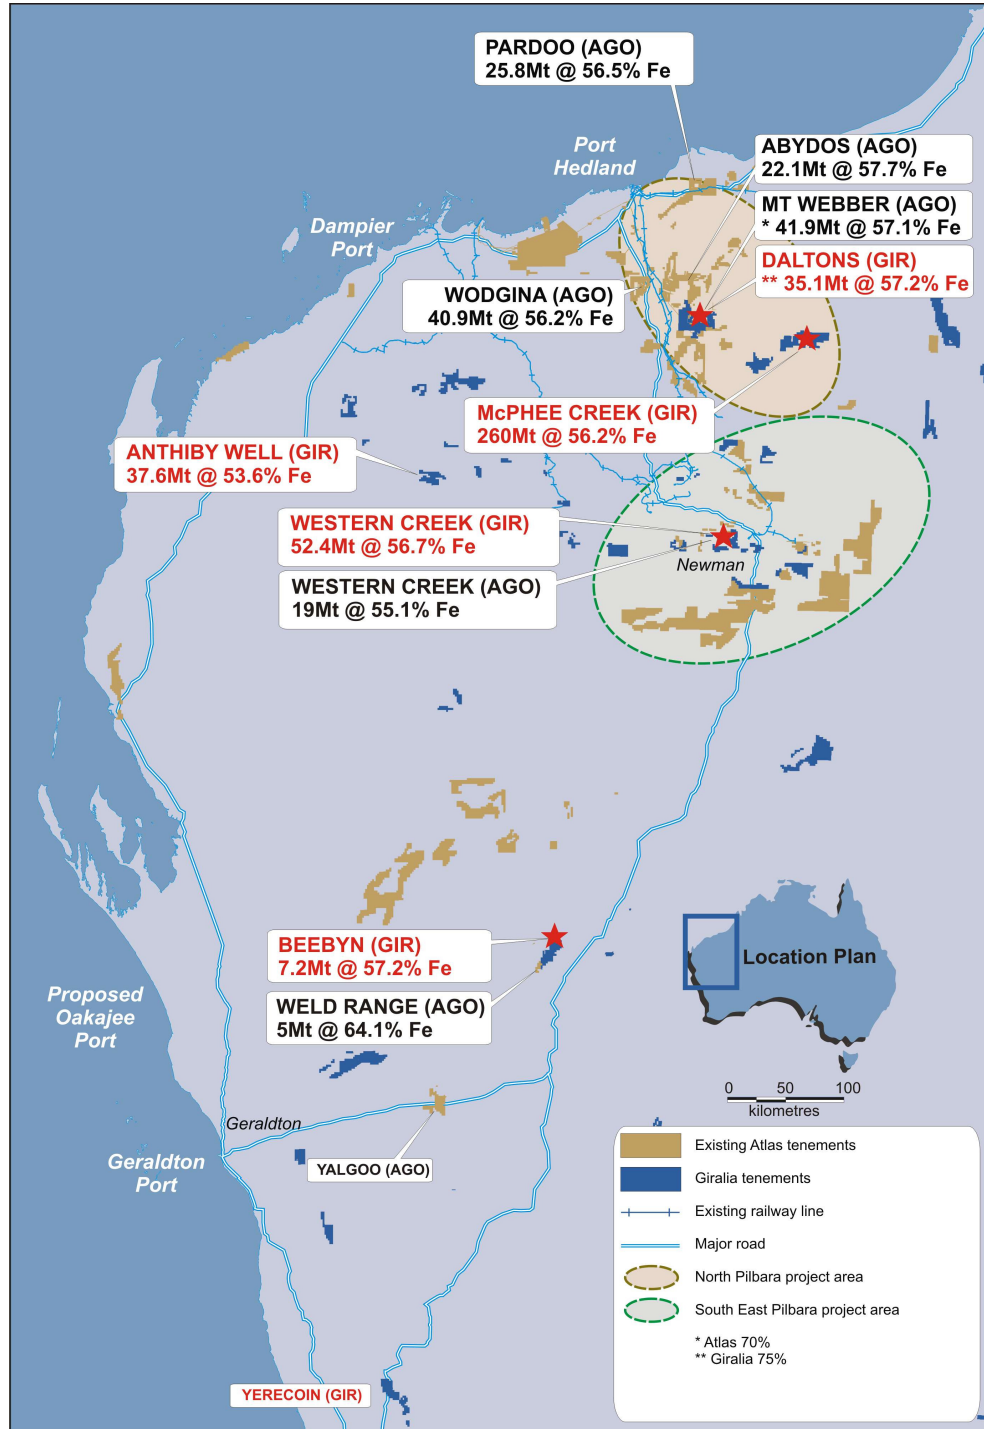 PARDOO (AGO)
25.8Mt @ 56.5% Fe
Port
Hedland
ABYDOS (AGO)
22.1Mt @ 57.7% Fe
MT WEBBER (AGO)
* 41.9Mt @ 57.1% Fe
DALTONS (GIR)
** 35.1Mt @ 57.2% Fe
Dampier
Port
WODGINA (AGO)
40.9Mt @ 56.2% Fe
McPHEE CREEK (GIR)
260Mt @ 56.2% Fe
ANTHIBY WELL (GIR)
37.6Mt @ 53.6% Fe
WESTERN CREEK (GIR)
52.4Mt @ 56.7% Fe
Newman
WESTERN CREEK (AGO)
19Mt @ 55.1% Fe
BEEBYN (GIR)
7.2Mt @ 57.2% Fe
WELD RANGE (AGO)
5Mt @ 64.1% Fe
Location Plan
Proposed
Oakajee
Port
0 50 100
kilometres
Geraldton
Geraldton
Port
YALGOO (AGO)
Existing Atlas tenements
Giralia tenements
Existing railway line
Major road
North Pilbara project area
South East Pilbara project area
* Atlas 70%
** Giralia 75%
YERECOIN (GIR)